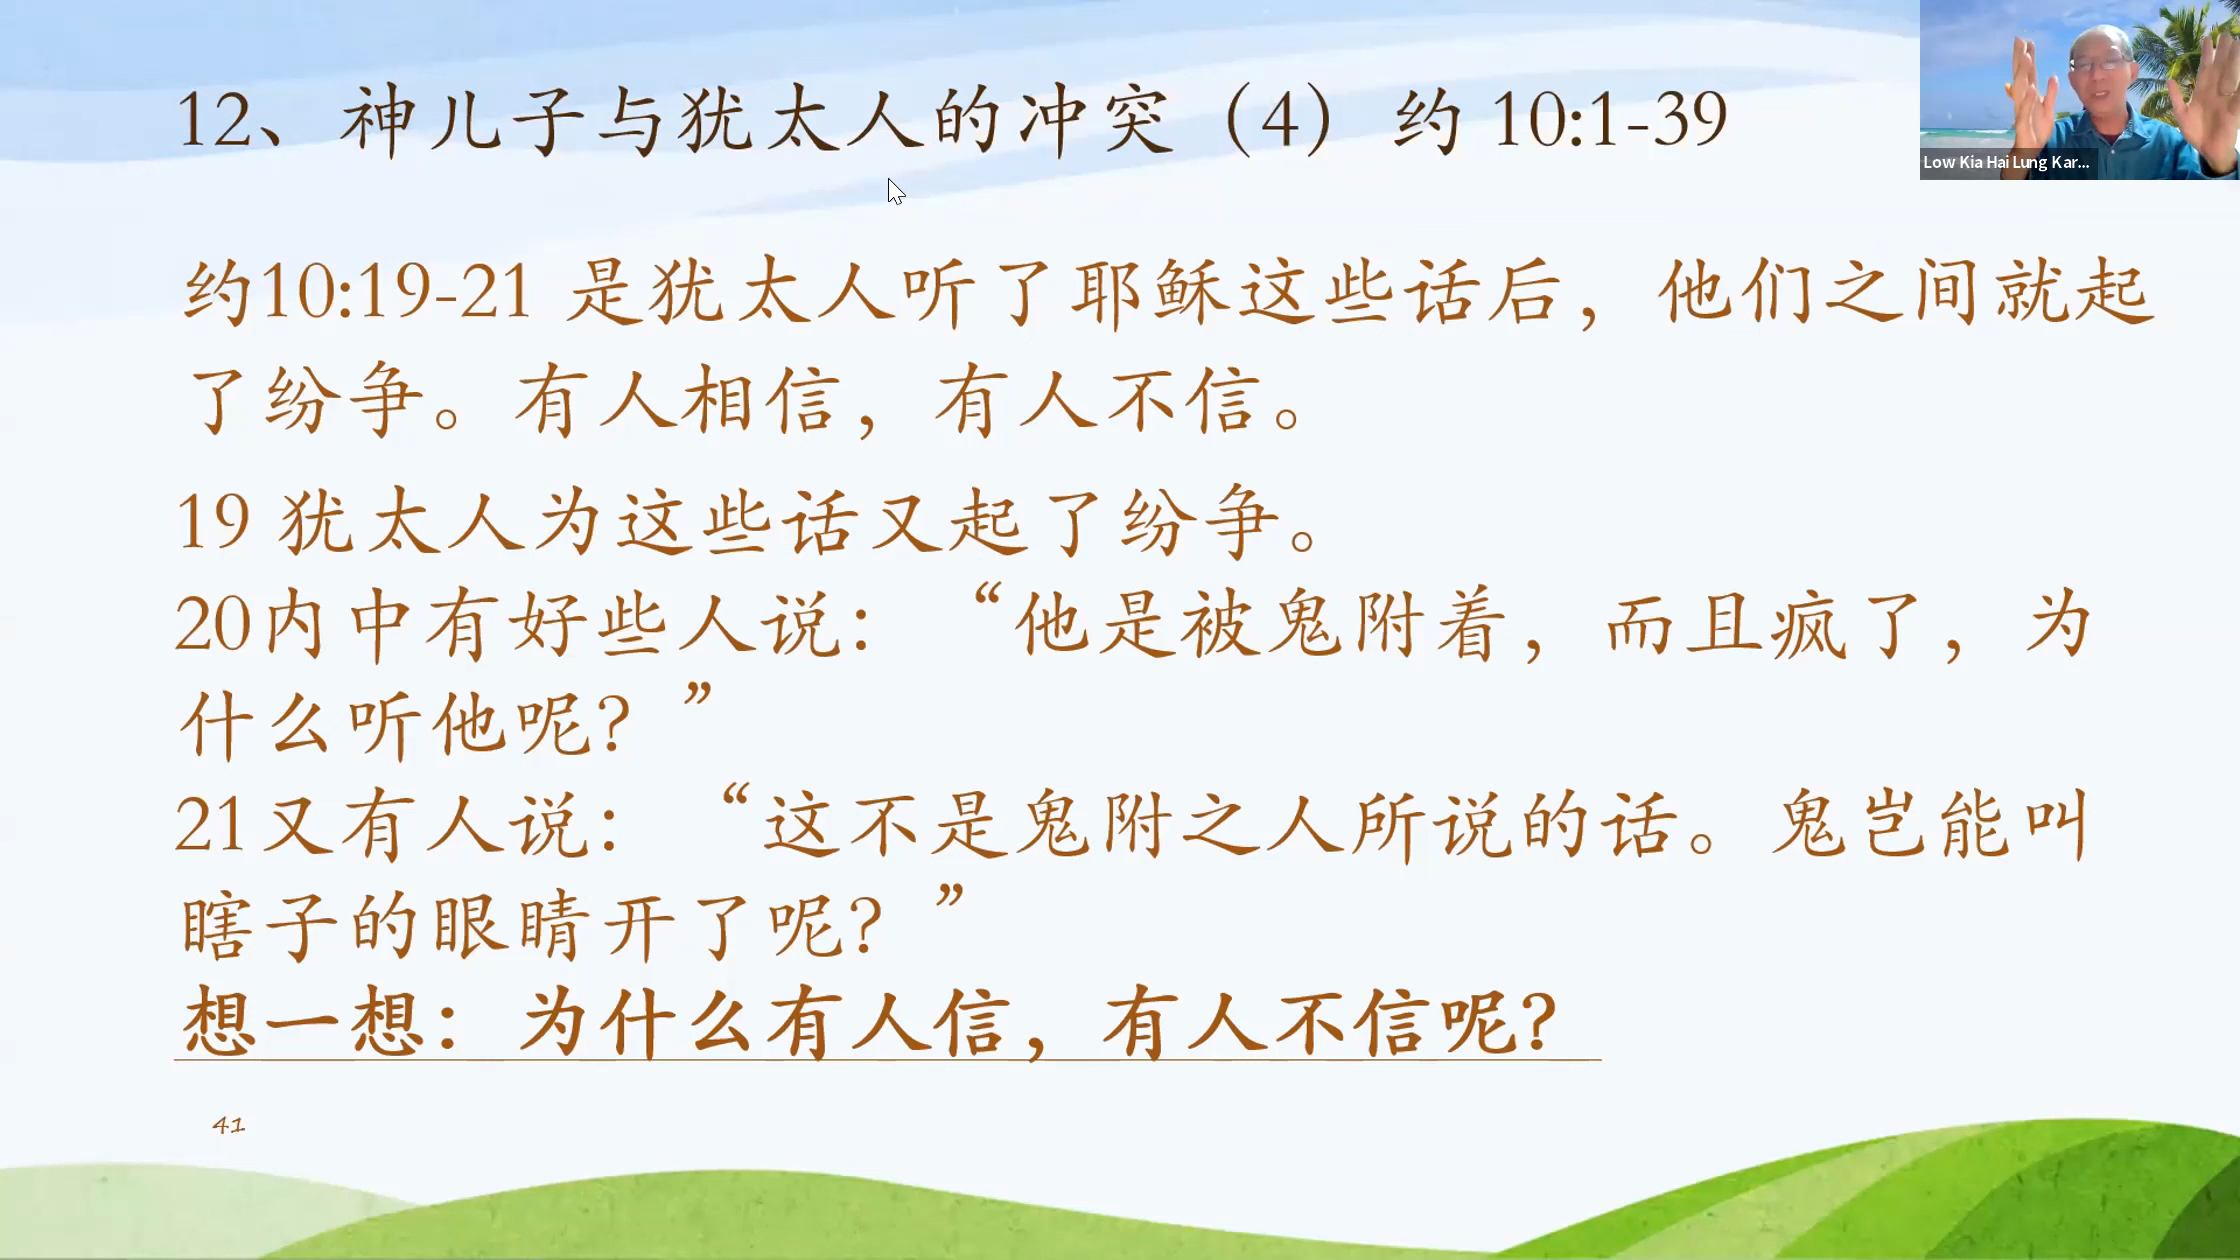 12、神儿子与犹太人的冲突（4） 约 10:1-39
Low Kia Hai Lung Kar...
约10:19-21 是犹太人听了耶稣这些话后，他们之间就起
了纷争。有人相信，有人不信。
19 犹太人为这些话又起了纷争。
20内中有好些人说：“他是被鬼附着，而且疯了，为
什么听他呢？”
21又有人说：“这不是鬼附之人所说的话。鬼岂能叫
瞎子的眼睛开了呢？”
想一想：为什么有人信，有人不信呢？
41